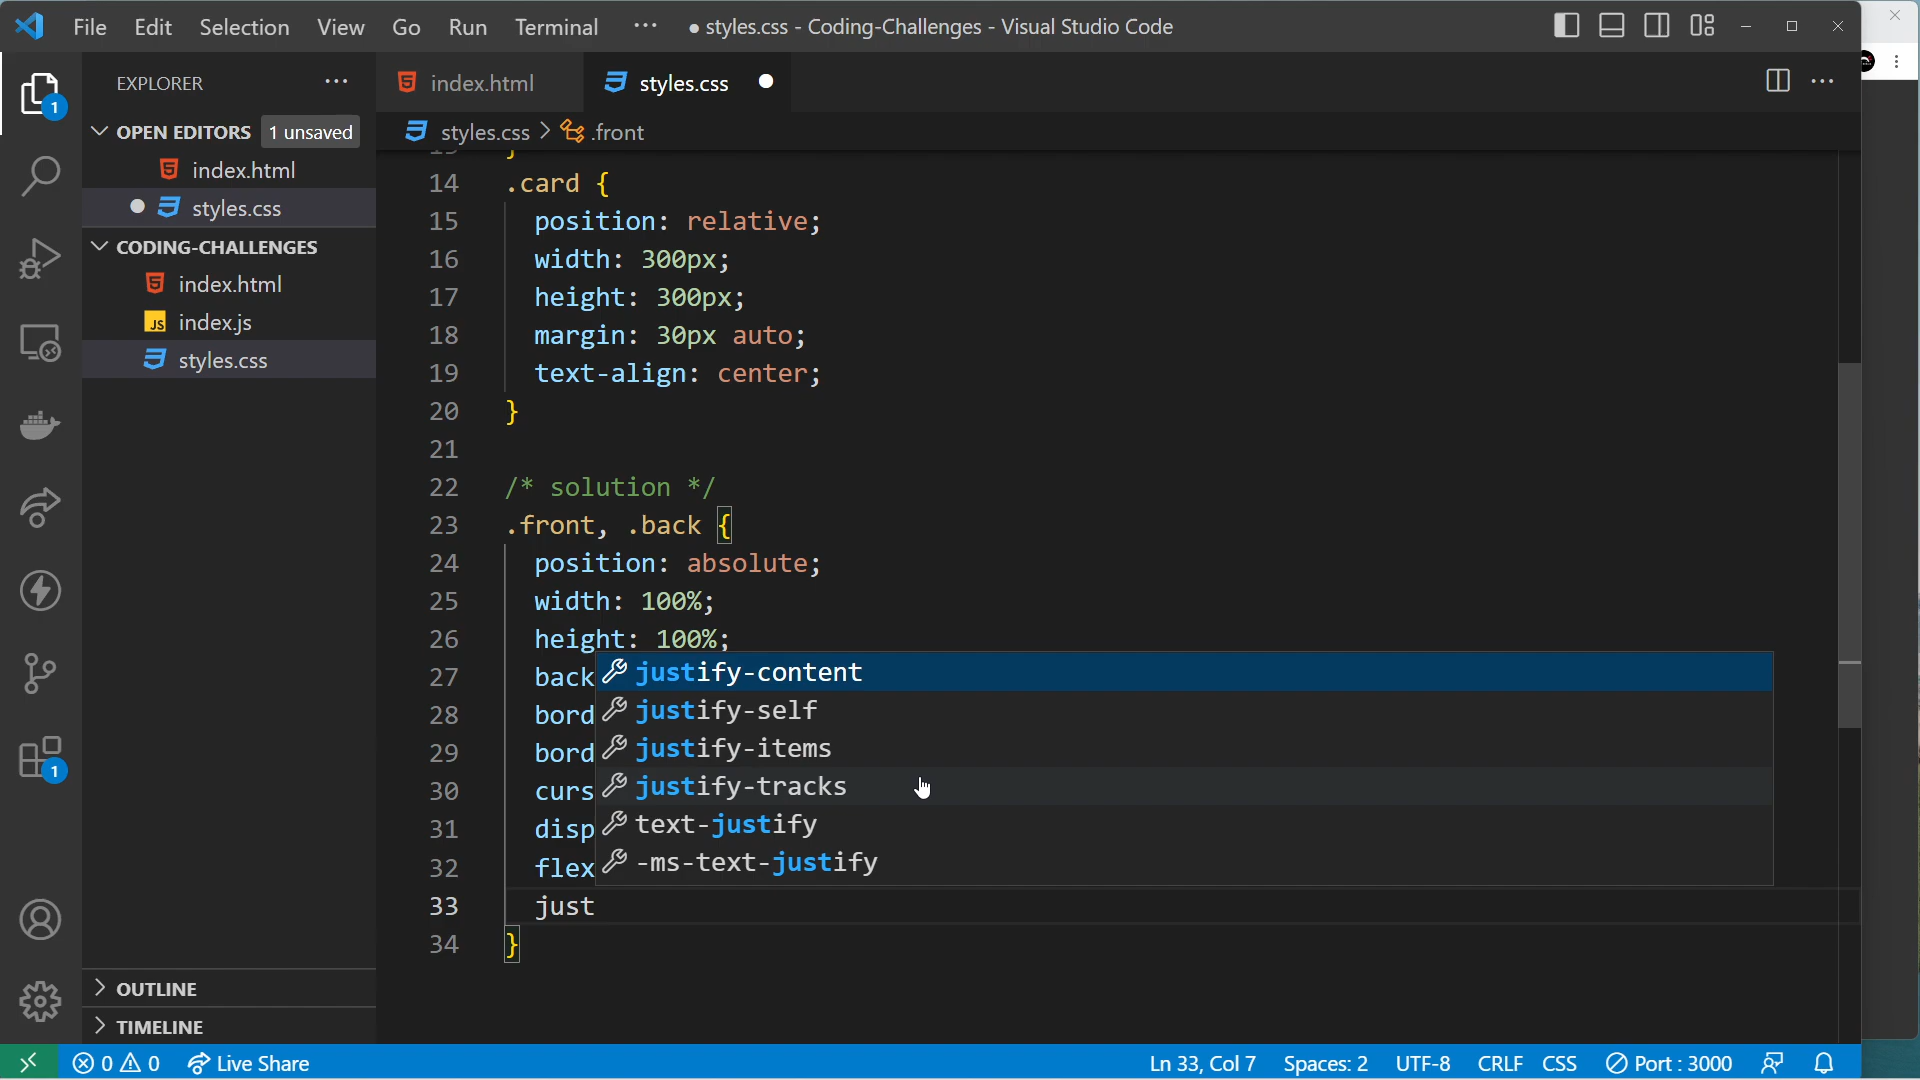 File Edit Selection View Go Run Terminal ··· ● styles.css - Coding-Challenges - Visual Studio Code
EXPLORER ···
index.html
styles.css
OPEN EDITORS 1 unsaved
styles.css > .front
index.html
styles.css
CODING-CHALLENGES
index.html
index.js
styles.css
1
1
14 .card {
15 position: relative;
16 width: 300px;
17 height: 300px;
18 margin: 30px auto;
19 text-align: center;
20 }
21
22 /* solution */
23 .front, .back {
24 position: absolute;
25 width: 100%;
26 height: 100%;
27 back
28 bord
29 bord
30 curs
31 disp
32 flex
33 just
34 }
justify-content
justify-self
justify-items
justify-tracks
text-justify
-ms-text-justify
OUTLINE
TIMELINE
0 0 Live Share Ln 33, Col 7 Spaces: 2 UTF-8 CRLF CSS Port : 3000